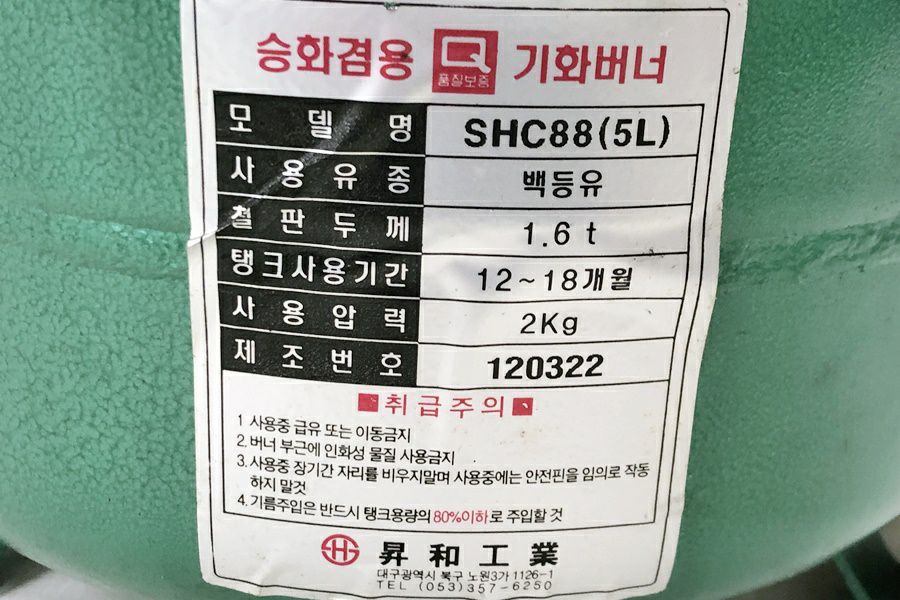 승화겸용 Q 품질보증 기화버너
모델명 SHC88(5L)
사용유종 백등유
철판두께 1.6 t
탱크사용기간 12~18개월
사용압력 2Kg
제조번호 120322
■취급주의■
1 사용중 급유 또는 이동금지
2. 버너 부근에 인화성 물질 사용금지
3. 사용중 장기간 자리를 비우지말며 사용중에는 안전핀을 임의로 작동
하지 말것
4. 기름주입은 반드시 탱크용량의 80%이하로 주입할 것
昇和工業
대구광역시 북구 노원3가 1126-1
TEL (053)357-6250